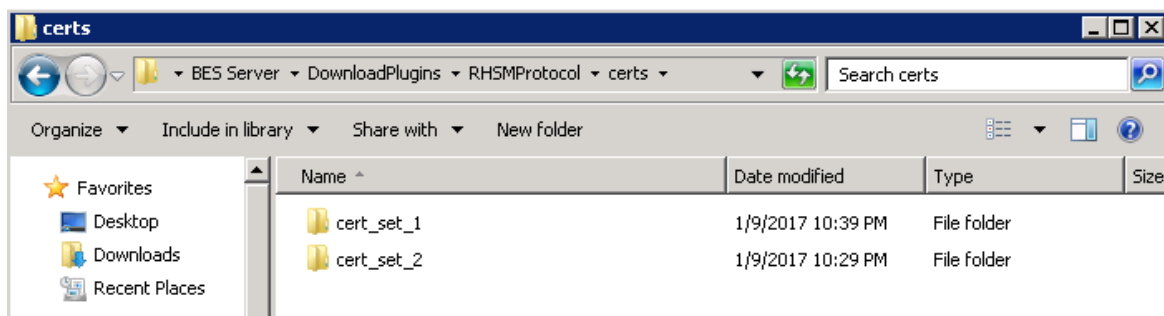 certs
BES Server DownloadPlugins RHSMProtocol certs Search certs
Organize Include in library Share with New folder
Favorites Name Date modified Type Size
Desktop cert_set_1 1/9/2017 10:39 PM File folder
Downloads cert_set_2 1/9/2017 10:29 PM File folder
Recent Places